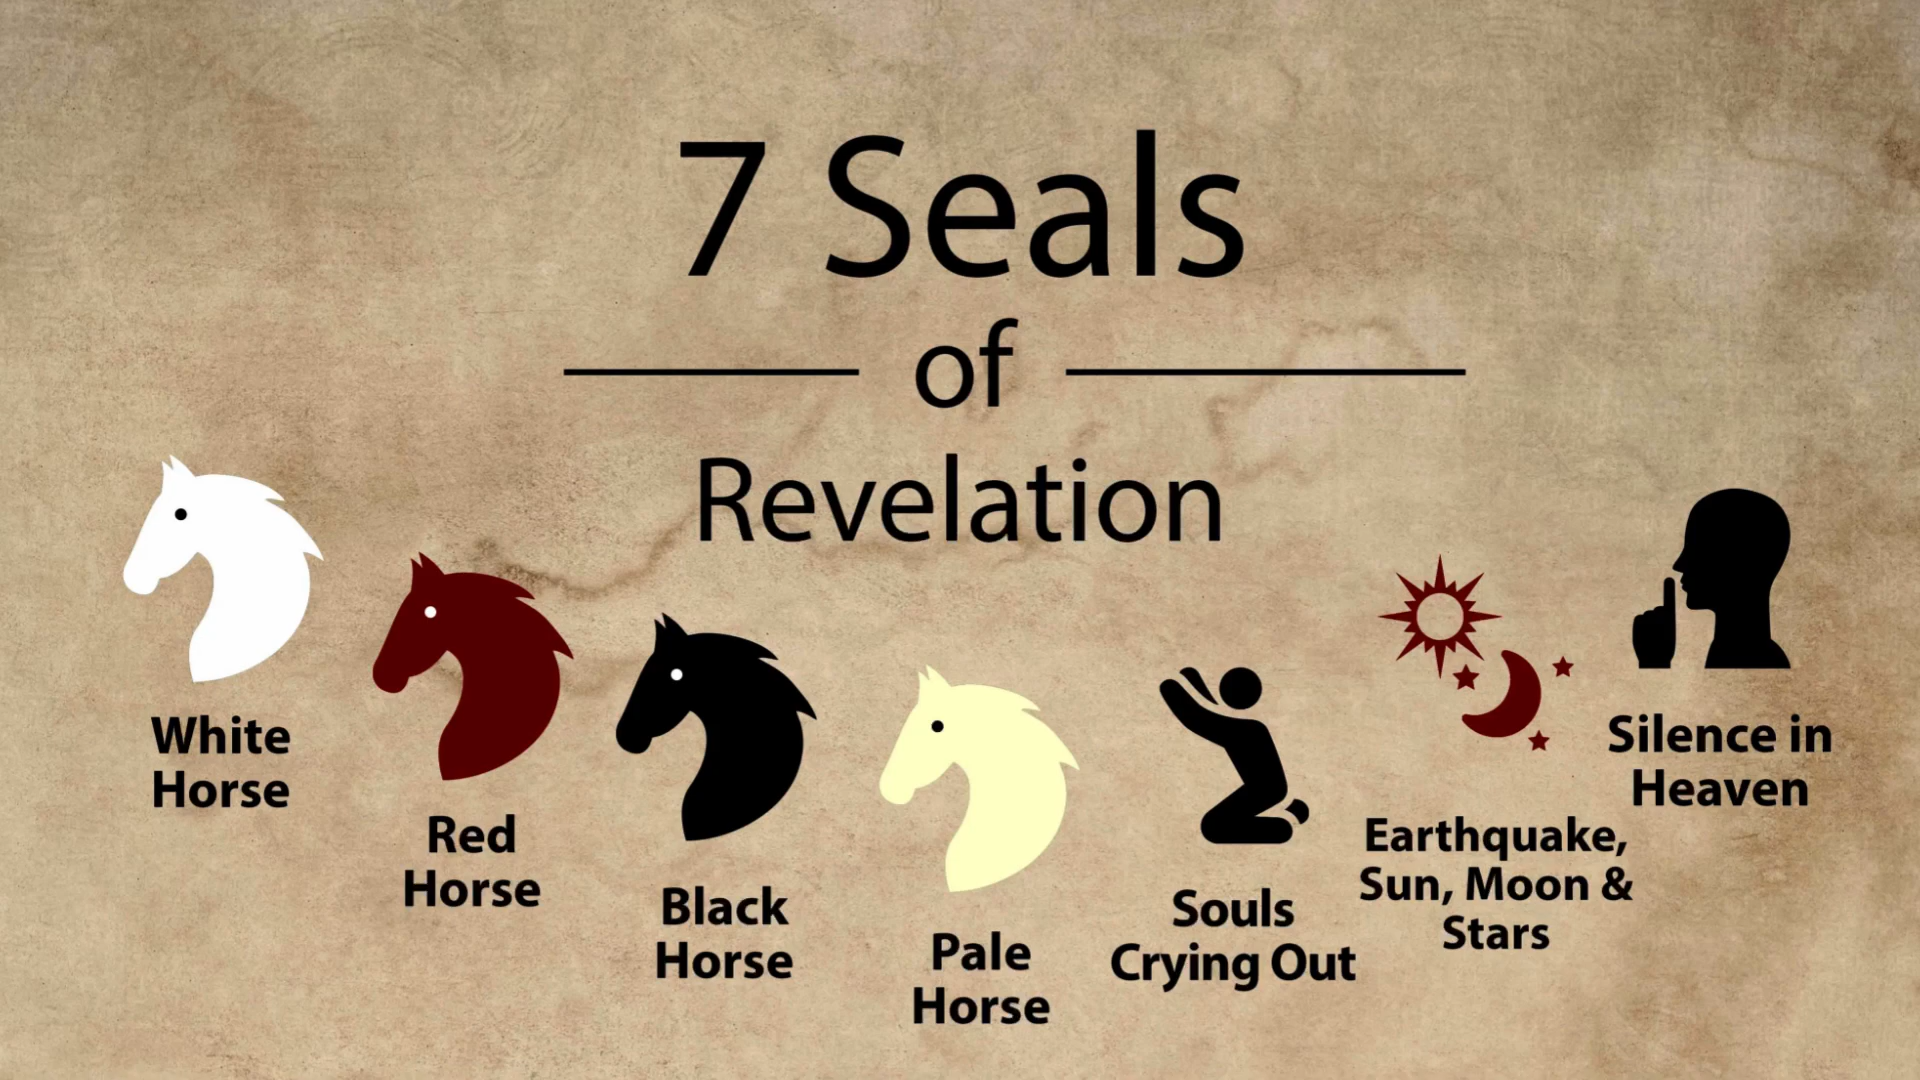 7 Seals
of
Revelation
White
Horse
Red
Horse
Black
Horse
Pale
Horse
Souls
Crying Out
Earthquake,
Sun, Moon &
Stars
Silence in
Heaven